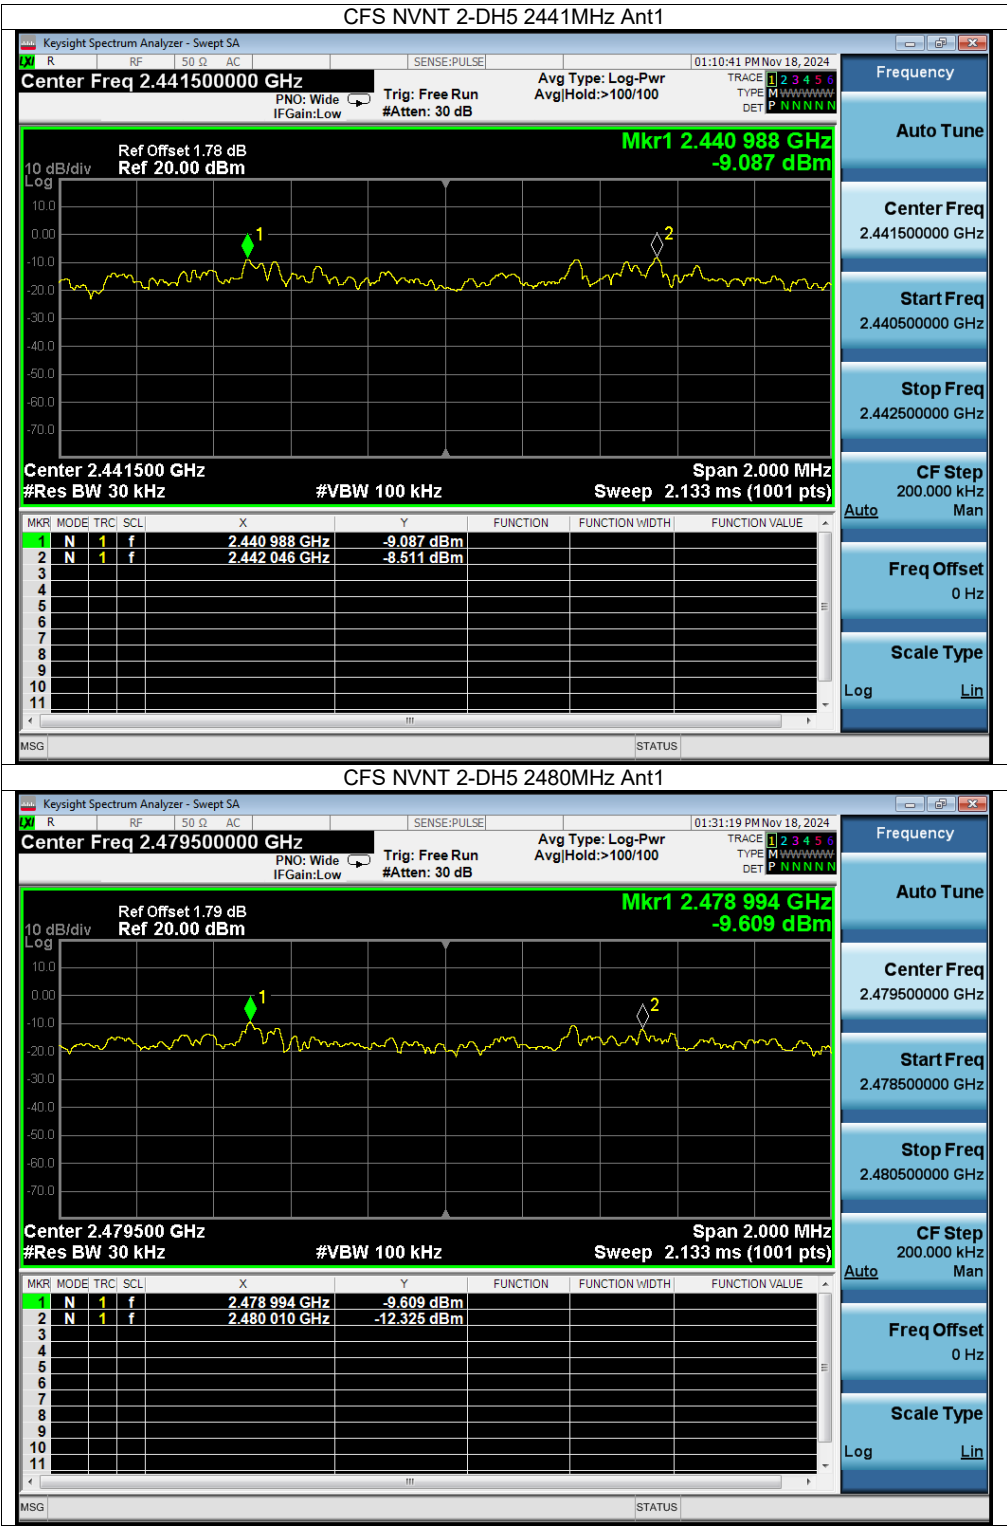 CFS NVNT 2-DH5 2441MHz Ant1
Keysight Spectrum Analyzer - Swept SA
LXI R RF 50 Ω AC SENSE:PULSE 01:10:41 PM Nov 18, 2024
Center Freq 2.441500000 GHz
PNO: Wide
IFGain:Low
Trig: Free Run
#Atten: 30 dB
Avg Type: Log-Pwr
Avg|Hold:>100/100
TRACE 1 2 3 4 5 6
TYPE M WWWWW
DET P N N N N N
Frequency
Auto Tune
Center Freq
2.441500000 GHz
Start Freq
2.440500000 GHz
Stop Freq
2.442500000 GHz
CF Step
200.000 kHz
Auto Man
Freq Offset
0 Hz
Scale Type
Log Lin
Mkr1 2.440 988 GHz
-9.087 dBm
Ref Offset 1.78 dB
10 dB/div Ref 20.00 dBm
Log
10.0
0.00
-10.0
-20.0
-30.0
-40.0
-50.0
-60.0
-70.0
1
2
Center 2.441500 GHz Span 2.000 MHz
#Res BW 30 kHz #VBW 100 kHz Sweep 2.133 ms (1001 pts)
MKR MODE TRC SCL X Y FUNCTION FUNCTION WIDTH FUNCTION VALUE
1 N 1 f 2.440 988 GHz -9.087 dBm
2 N 1 f 2.442 046 GHz -8.511 dBm
3
4
5
6
7
8
9
10
11
MSG STATUS
CFS NVNT 2-DH5 2480MHz Ant1
Keysight Spectrum Analyzer - Swept SA
LXI R RF 50 Ω AC SENSE:PULSE 01:31:19 PM Nov 18, 2024
Center Freq 2.479500000 GHz
PNO: Wide
IFGain:Low
Trig: Free Run
#Atten: 30 dB
Avg Type: Log-Pwr
Avg|Hold:>100/100
TRACE 1 2 3 4 5 6
TYPE M WWWWW
DET P N N N N N
Frequency
Auto Tune
Center Freq
2.479500000 GHz
Start Freq
2.478500000 GHz
Stop Freq
2.480500000 GHz
CF Step
200.000 kHz
Auto Man
Freq Offset
0 Hz
Scale Type
Log Lin
Mkr1 2.478 994 GHz
-9.609 dBm
Ref Offset 1.79 dB
10 dB/div Ref 20.00 dBm
Log
10.0
0.00
-10.0
-20.0
-30.0
-40.0
-50.0
-60.0
-70.0
1
2
Center 2.479500 GHz Span 2.000 MHz
#Res BW 30 kHz #VBW 100 kHz Sweep 2.133 ms (1001 pts)
MKR MODE TRC SCL X Y FUNCTION FUNCTION WIDTH FUNCTION VALUE
1 N 1 f 2.478 994 GHz -9.609 dBm
2 N 1 f 2.480 010 GHz -12.325 dBm
3
4
5
6
7
8
9
10
11
MSG STATUS